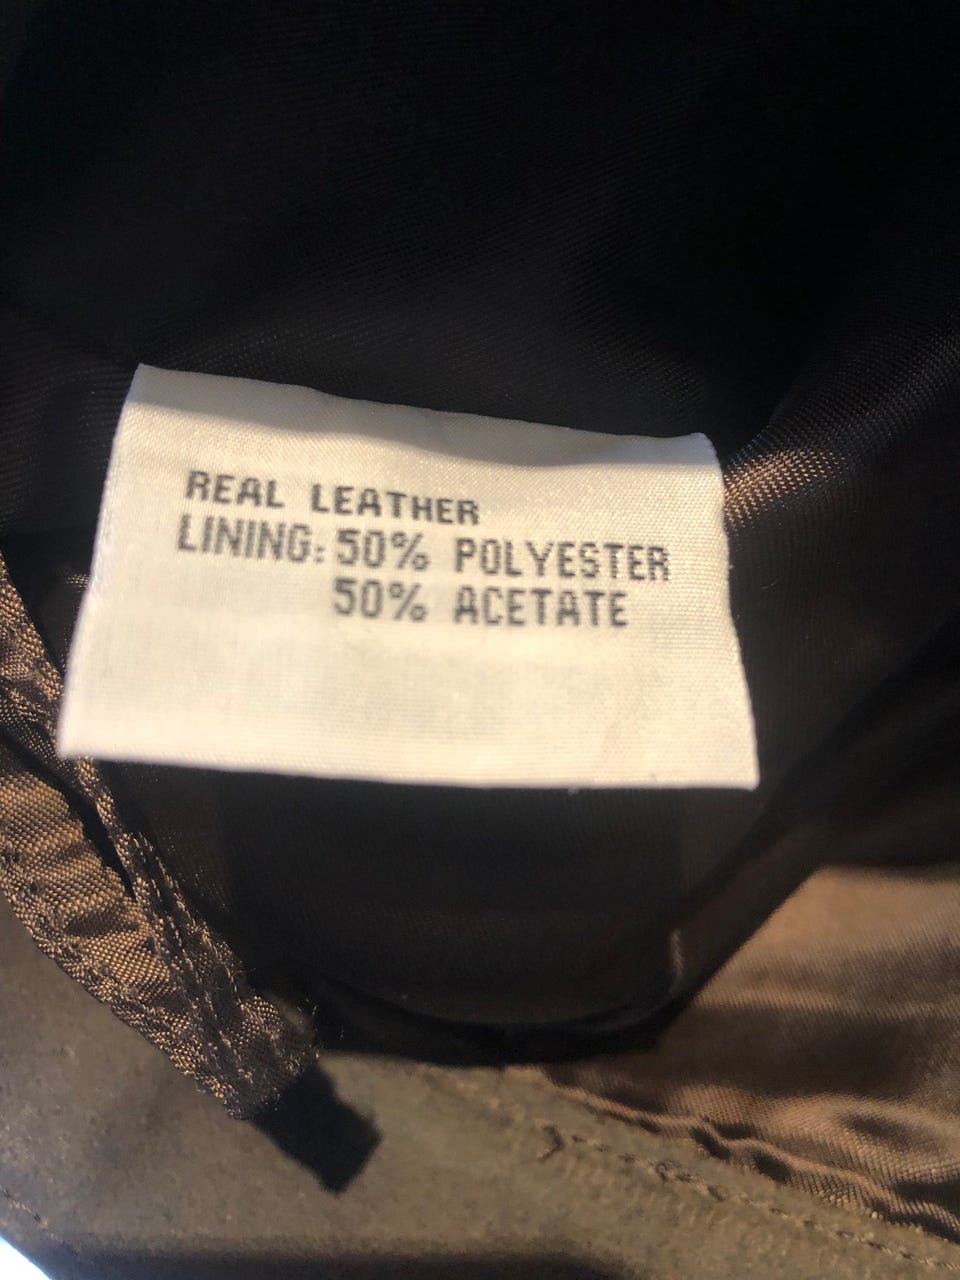 REAL LEATHER
LINING: 50% POLYESTER
50% ACETATE